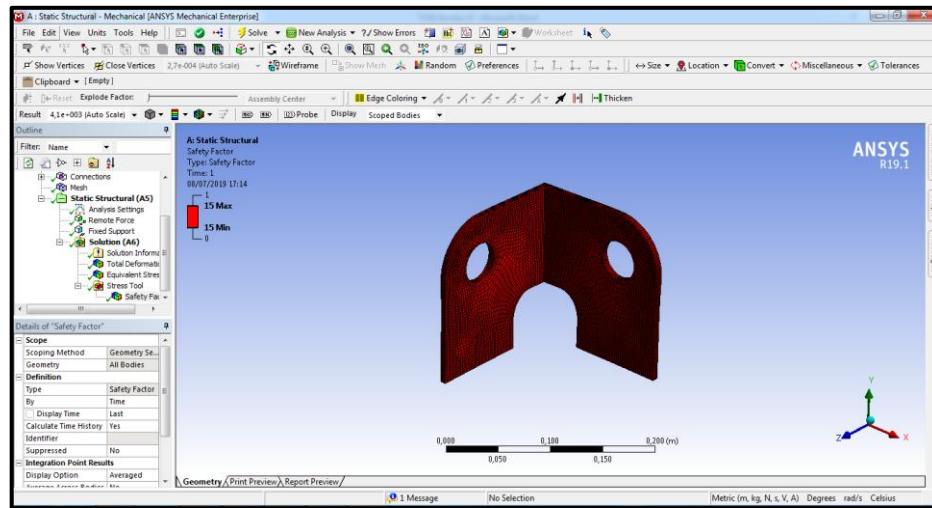 A : Static Structural - Mechanical [ANSYS Mechanical Enterprise]
File Edit View Units Tools Help Solve New Analysis ?/ Show Errors Worksheet
Show Vertices Close Vertices 2,7e-004 (Auto Scale) Wireframe Show Mesh Random Preferences Size Location Convert Miscellaneous Tolerances
Clipboard [Empty]
Reset Explode Factor: Assembly Center Edge Coloring Thicken
Result 4,1e+003 (Auto Scale) Probe Display Scoped Bodies
Outline
Filter: Name
Connections
Mesh
Static Structural (A5)
Analysis Settings
Remote Force
Fixed Support
Solution (A6)
Solution Informa
Total Deformati
Equivalent Stres
Stress Tool
Safety Fac
Details of "Safety Factor"
Scope
Scoping Method Geometry Se...
Geometry All Bodies
Definition
Type Safety Factor
By Time
Display Time Last
Calculate Time History Yes
Identifier
Suppressed No
Integration Point Results
Display Option Averaged
Average Across Bodies No
A: Static Structural
Safety Factor
Type: Safety Factor
Time: 1
08/07/2019 17:14
1
15 Max
15 Min
0
ANSYS
R19.1
Y
Z
X
0,000 0,100 0,200 (m)
0,050 0,150
Geometry Print Preview Report Preview
1 Message No Selection Metric (m, kg, N, s, V, A) Degrees rad/s Celsius